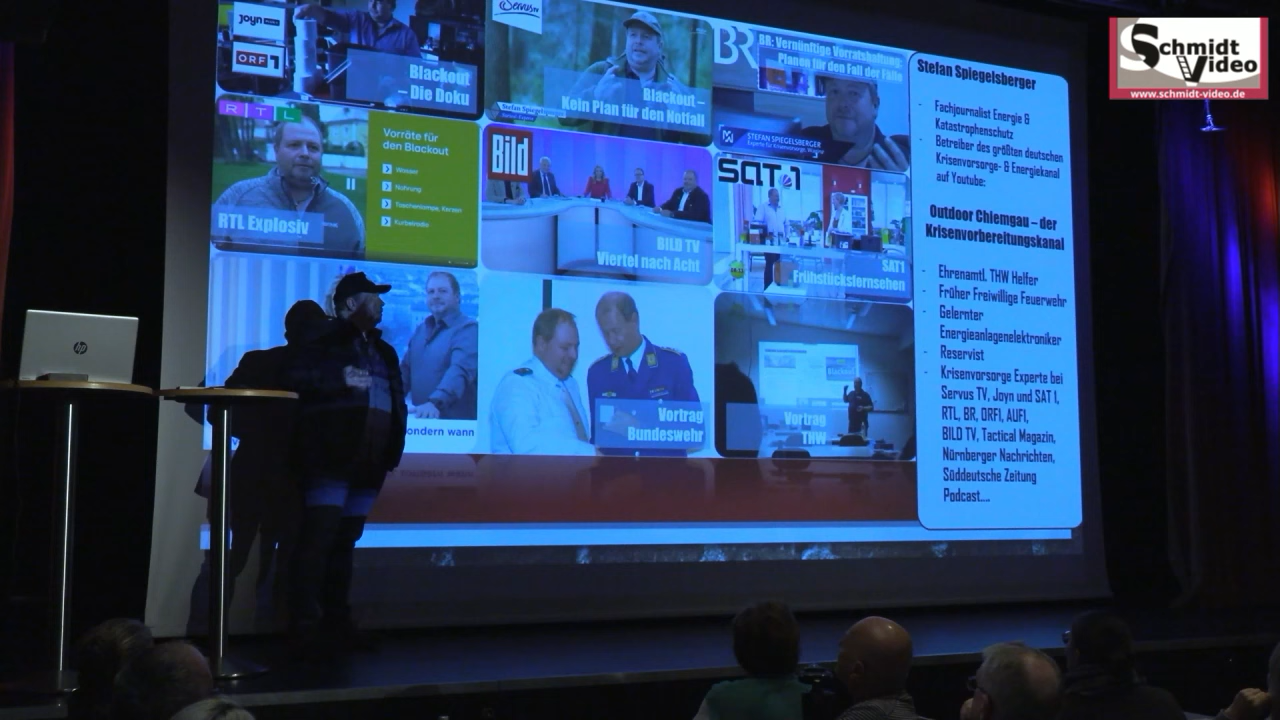 Schmidt
Video
www.schmidt-video.de
joyn
ORF 1
Blackout
– Die Doku
Blackout –
Kein Plan für den Notfall
BR
BR: Vernünftige Vorratshaltung:
Planen für den Fall der Fälle
STEFAN SPIEGELSBERGER
RTL
Vorräte für
den Blackout
Wissen
Nahrung
Taschenlampe, Kerzen
Kurbelradio
RTL Explosiv
Bild
BILD TV
Viertel nach Acht
SAT.1
SAT1
Frühstücksfernsehen
ondern wann
Vortrag
Bundeswehr
Vortrag
THW
hp
Stefan Spiegelsberger
- Fachjournalist Energie &
Katastrophenschutz
- Betreiber des größten deutschen
Krisenvorsorge- & Energiekanal
auf Youtube:
Outdoor Chiemgau – der
Krisenvorbereitungskanal
- Ehrenamtl. THW Helfer
- Früher Freiwillige Feuerwehr
- Gelernter
Energieanlagenelektroniker
- Reservist
- Krisenvorsorge Experte bei
Servus TV, Joyn und SAT 1,
RTL, BR, ORF1, AUF1,
BILD TV, Tactical Magazin,
Nürnberger Nachrichten,
Süddeutsche Zeitung
Podcast....